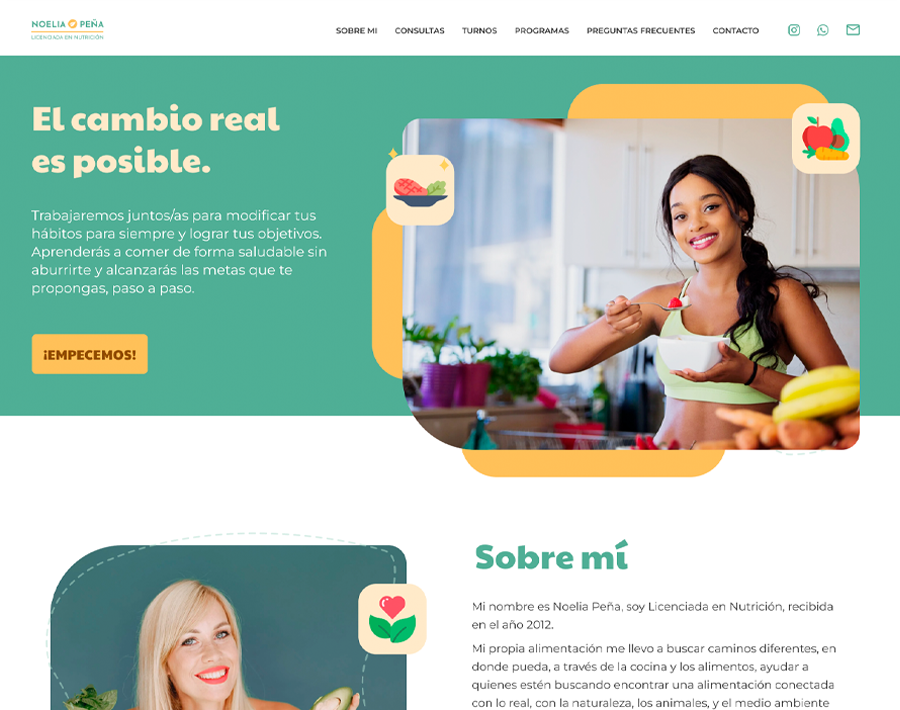 NOELIA PEÑA
LICENCIADA EN NUTRICIÓN
SOBRE MI CONSULTAS TURNOS PROGRAMAS PREGUNTAS FRECUENTES CONTACTO
El cambio real
es posible.
Trabajaremos juntos/as para modificar tus
hábitos para siempre y lograr tus objetivos.
Aprenderás a comer de forma saludable sin
aburrirte y alcanzarás las metas que te
propongas, paso a paso.
¡EMPECEMOS!
Sobre mí
Mi nombre es Noelia Peña, soy Licenciada en Nutrición, recibida
en el año 2012.
Mi propia alimentación me llevo a buscar caminos diferentes, en
donde pueda, a través de la cocina y los alimentos, ayudar a
quienes estén buscando encontrar una alimentación conectada
con lo real, con la naturaleza, los animales, y el medio ambiente